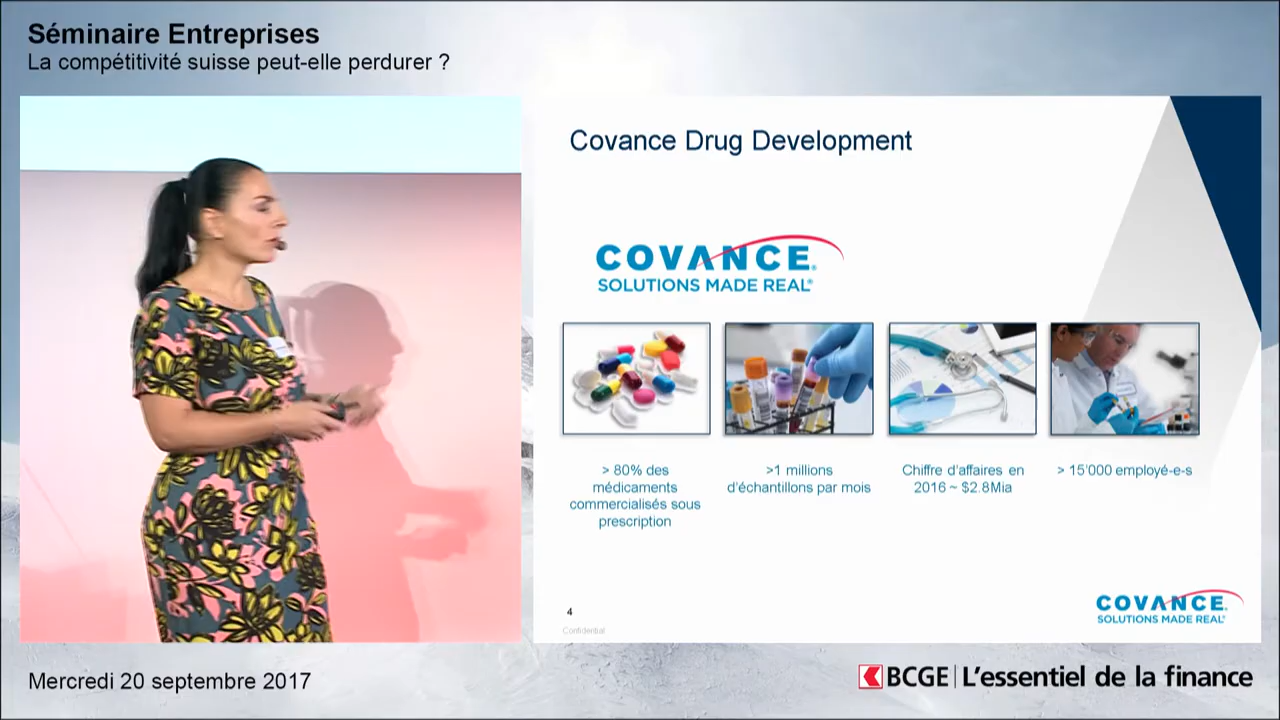 Séminaire Entreprises
La compétitivité suisse peut-elle perdurer ?
Covance Drug Development
COVANCE®
SOLUTIONS MADE REAL®
> 80% des
médicaments
commercialisés sous
prescription
>1 millions
d'échantillons par mois
Chiffre d'affaires en
2016 ~ $2.8Mia
> 15'000 employé-e-s
4
Confidential
COVANCE®
SOLUTIONS MADE REAL®
Mercredi 20 septembre 2017
BCGE | L'essentiel de la finance